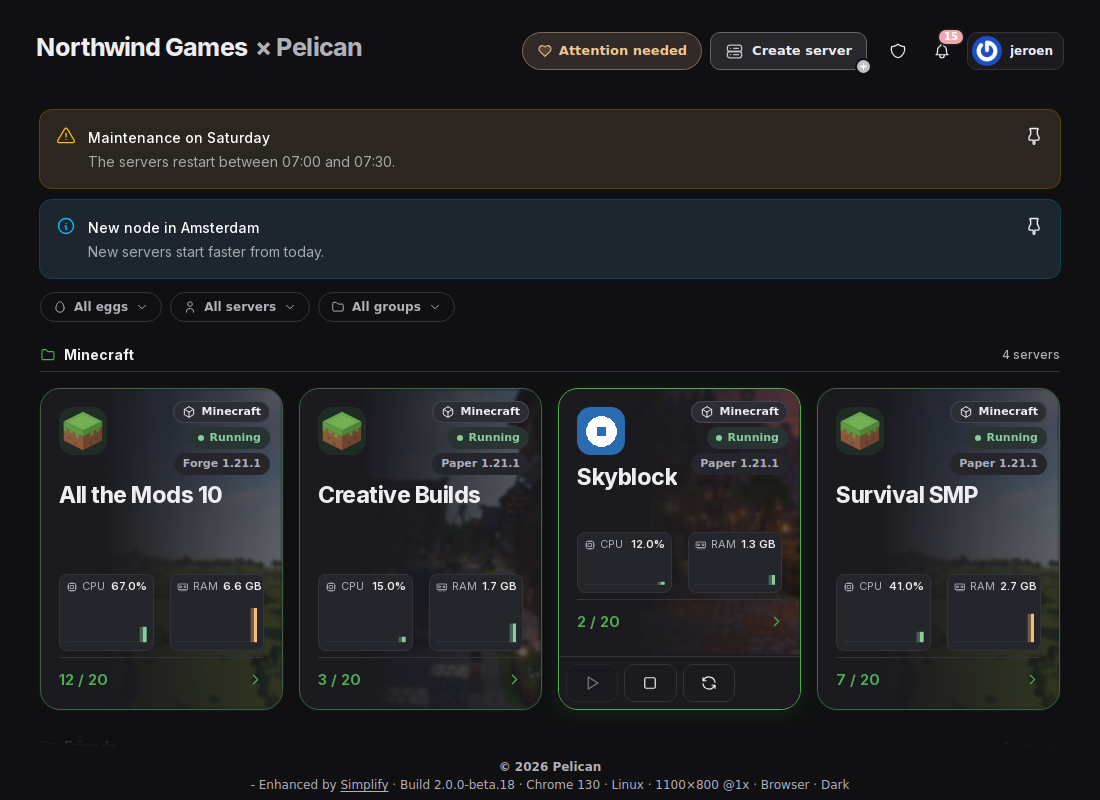 Northwind Games × Pelican
Attention needed
Create server
15
jeroen
Maintenance on Saturday
The servers restart between 07:00 and 07:30.
New node in Amsterdam
New servers start faster from today.
All eggs
All servers
All groups
Minecraft
4 servers
Minecraft
Running
Forge 1.21.1
All the Mods 10
CPU 67.0%
RAM 6.6 GB
12 / 20
Minecraft
Running
Paper 1.21.1
Creative Builds
CPU 15.0%
RAM 1.7 GB
3 / 20
Minecraft
Running
Paper 1.21.1
Skyblock
CPU 12.0%
RAM 1.3 GB
2 / 20
Minecraft
Running
Paper 1.21.1
Survival SMP
CPU 41.0%
RAM 2.7 GB
7 / 20
© 2026 Pelican
- Enhanced by Simplify · Build 2.0.0-beta.18 · Chrome 130 · Linux · 1100×800 @1x · Browser · Dark